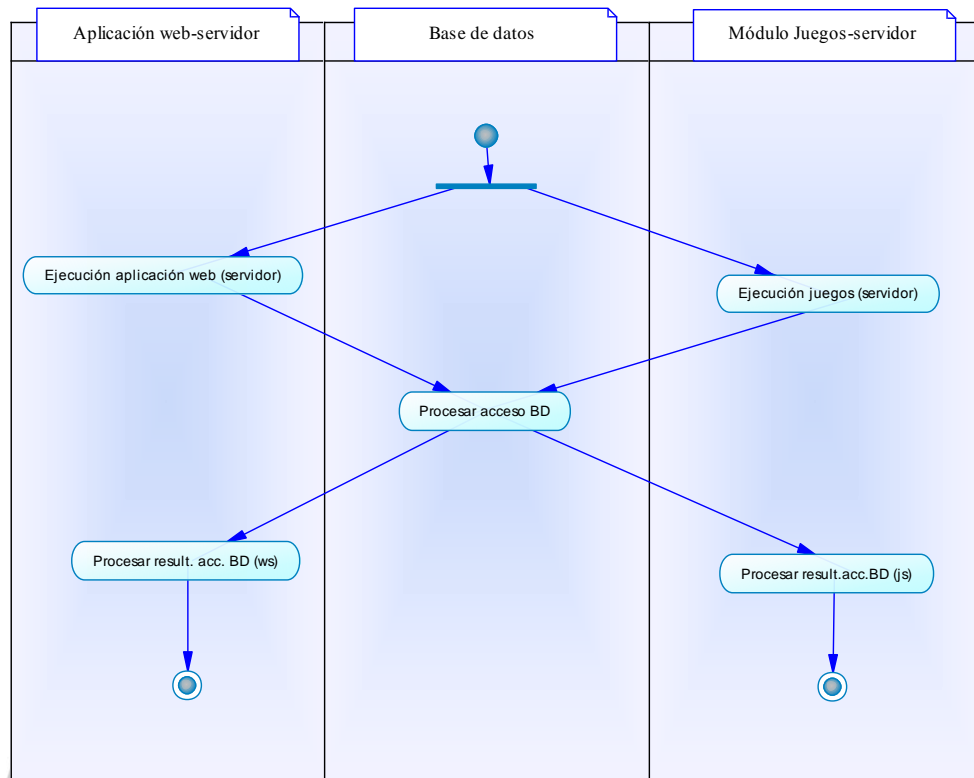 Aplicación web-servidor
Base de datos
Módulo Juegos-servidor
Ejecución aplicación web (servidor)
Ejecución juegos (servidor)
Procesar acceso BD
Procesar result. acc. BD (ws)
Procesar result.acc.BD (js)